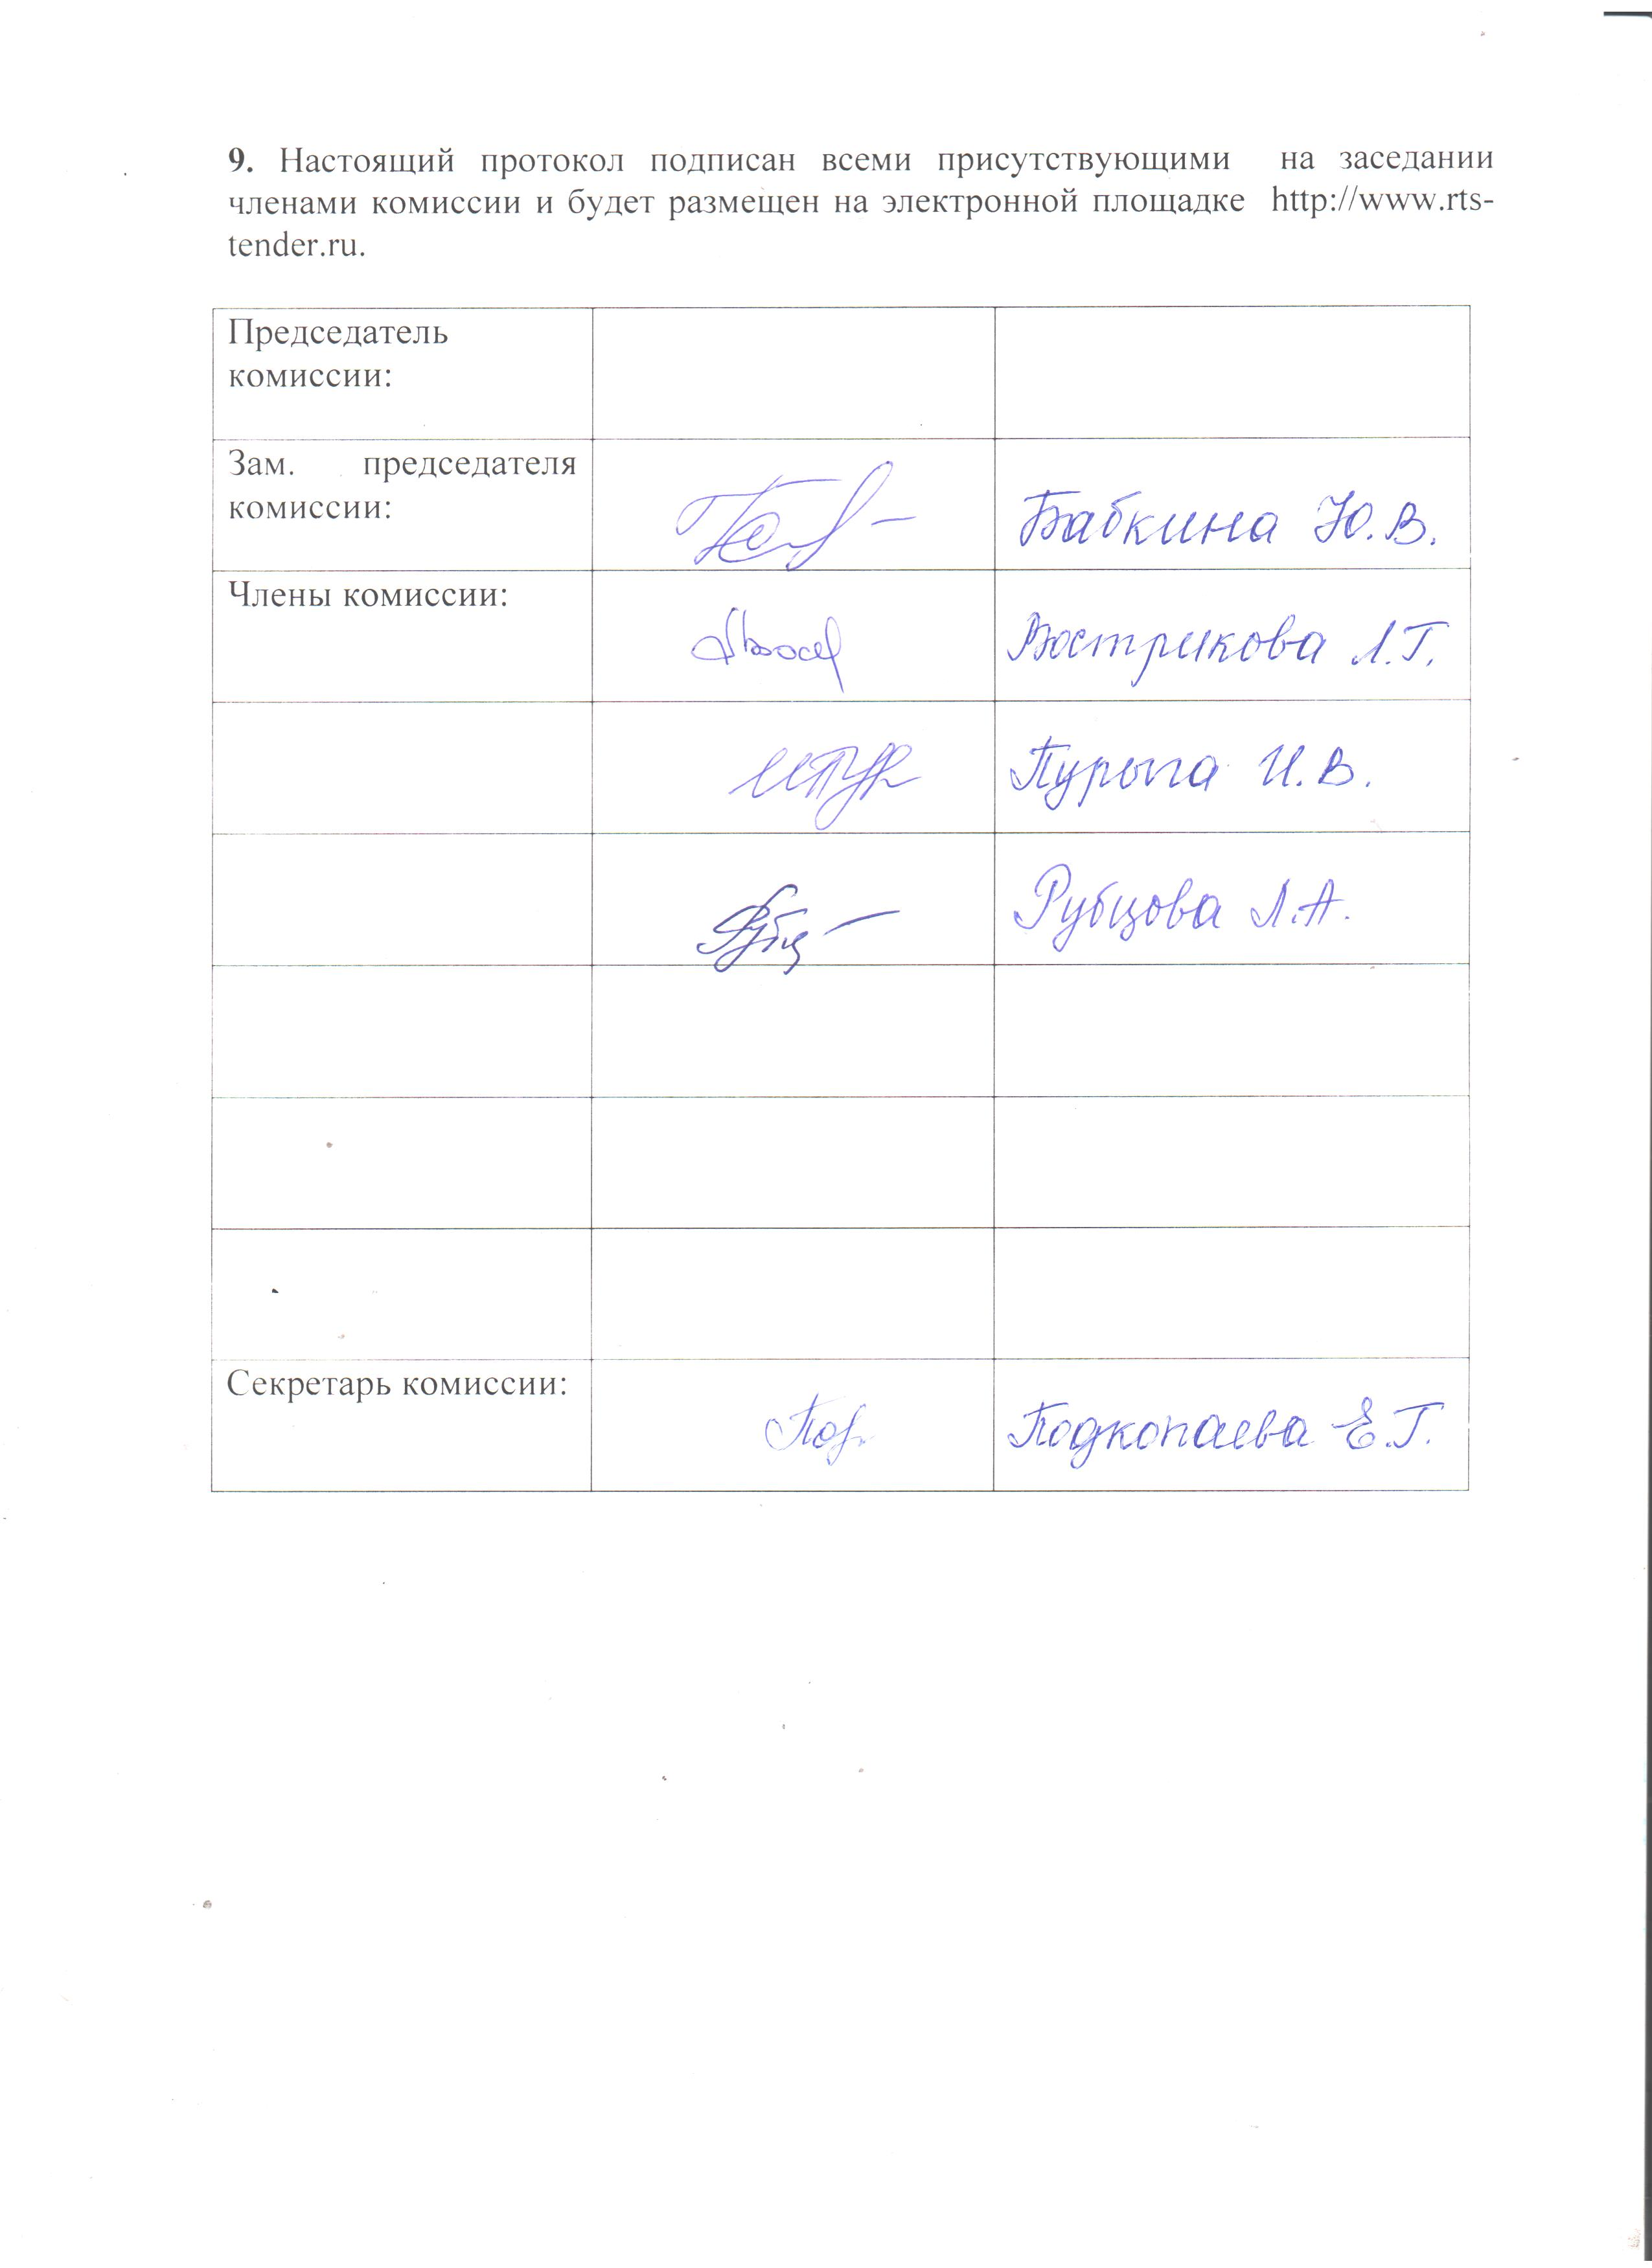 9. Настоящий протокол подписан всеми присутствующими на заседании
членами комиссии и будет размещен на электронной площадке http://www.rts-
tender.ru.
Председатель
комиссии:
Зам. председателя
комиссии:
Бабкина Ю.В.
Члены комиссии:
Вострикова Л.Г.
Пурыга И.В.
Рубцова Л.А.
Секретарь комиссии:
Подкопаева Е.Г.